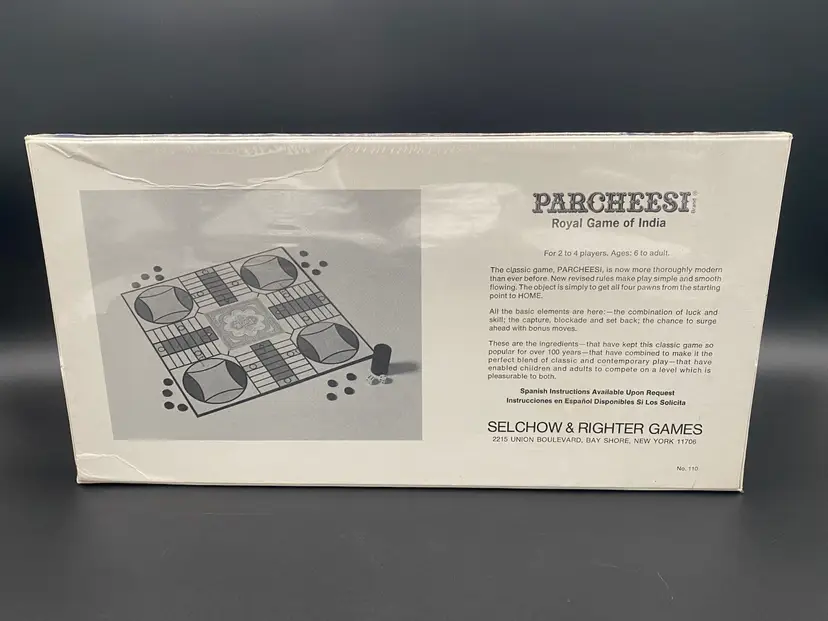 PARCHEESI®
Brand
Royal Game of India
For 2 to 4 players. Ages: 6 to adult.
The classic game, PARCHEESI, is now more thoroughly modern
than ever before. New revised rules make play simple and smooth
flowing. The object is simply to get all four pawns from the starting
point to HOME.
All the basic elements are here:—the combination of luck and
skill; the capture, blockade and set back; the chance to surge
ahead with bonus moves.
These are the ingredients—that have kept this classic game so
popular for over 100 years—that have combined to make it the
perfect blend of classic and contemporary play—that have
enabled children and adults to compete on a level which is
pleasurable to both.
Spanish Instructions Available Upon Request
Instrucciones en Español Disponibles Si Los Solicita
SELCHOW & RIGHTER GAMES
2215 UNION BOULEVARD, BAY SHORE, NEW YORK 11706
No. 110